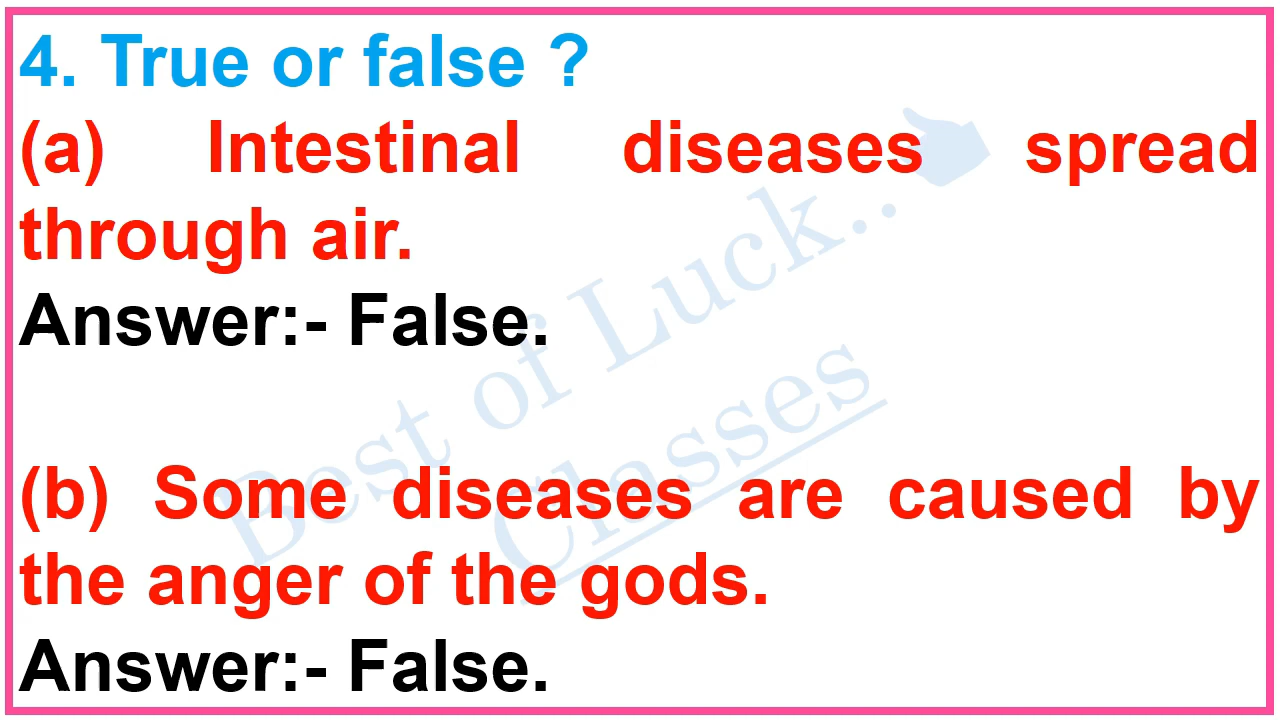 4. True or false ?
(a) Intestinal diseases spread
through air.
Answer:- False.
(b) Some diseases are caused by
the anger of the gods.
Answer:- False.
Best of Luck..
Classes